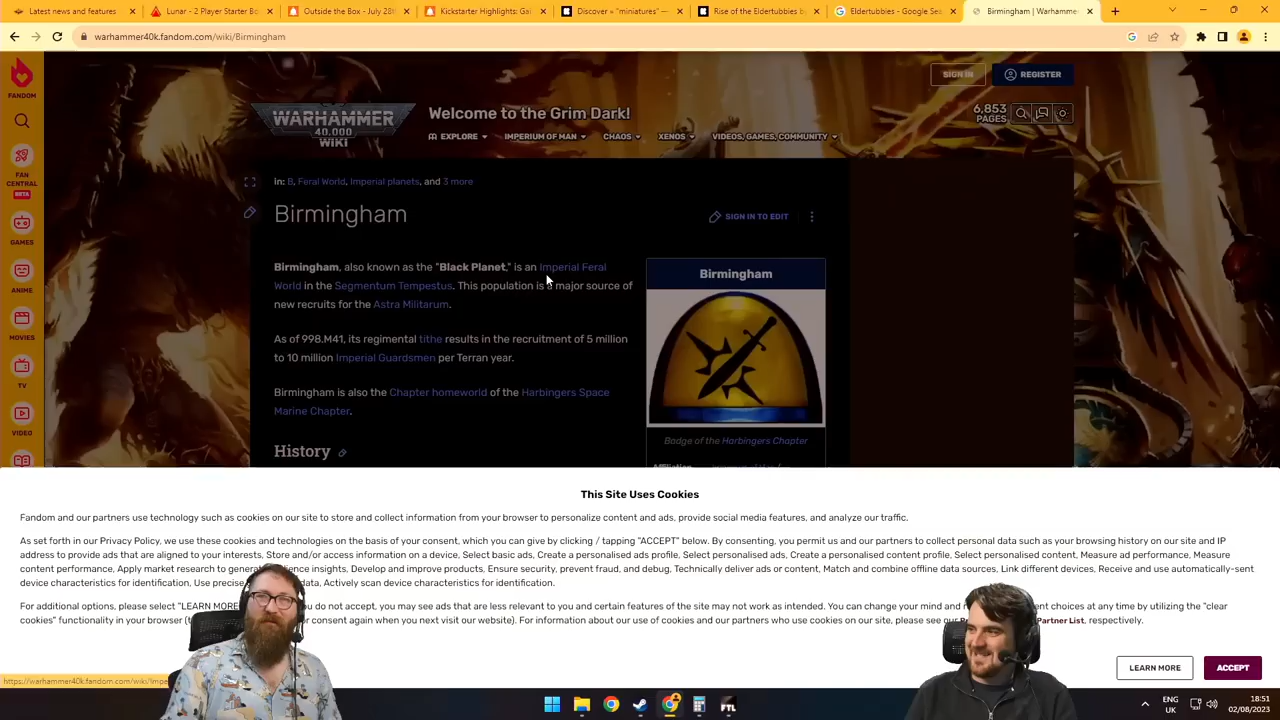 Latest news and features
Lunar - 2 Player Starter Bo
Outside the Box - July 28th
Kickstarter Highlights: Gai
Discover » "miniatures" —
Rise of the Eldertubbies b
Eldertubbies - Google Sea
Birmingham | Warhammer
warhammer40k.fandom.com/wiki/Birmingham
FANDOM
FAN CENTRAL
BETA
GAMES
ANIME
MOVIES
TV
VIDEO
SIGN IN
REGISTER
WARHAMMER
40,000
WIKI
Welcome to the Grim Dark!
6,853
PAGES
EXPLORE
IMPERIUM OF MAN
CHAOS
XENOS
VIDEOS, GAMES, COMMUNITY
in: B, Feral World, Imperial planets, and 3 more
Birmingham
SIGN IN TO EDIT
Birmingham, also known as the "Black Planet," is an Imperial Feral
World in the Segmentum Tempestus. This population is a major source of
new recruits for the Astra Militarum.
As of 998.M41, its regimental tithe results in the recruitment of 5 million
to 10 million Imperial Guardsmen per Terran year.
Birmingham is also the Chapter homeworld of the Harbingers Space
Marine Chapter.
History
Birmingham
Badge of the Harbingers Chapter
This Site Uses Cookies
Fandom and our partners use technology such as cookies on our site to store and collect information from your browser to personalize content and ads, provide social media features, and analyze our traffic.
As set forth in our Privacy Policy, we use these cookies and technologies on the basis of your consent, which you can give by clicking / tapping "ACCEPT" below. By consenting, you permit us and our partners to collect personal data such as your browsing history on our site and IP
address to provide ads that are aligned to your interests, Store and/or access information on a device, Select basic ads, Create a personalised ads profile, Select personalised ads, Create a personalised content profile, Select personalised content, Measure ad performance, Measure
content performance, Apply market research to generate audience insights, Develop and improve products, Ensure security, prevent fraud, and debug, Technically deliver ads or content, Match and combine offline data sources, Link different devices, Receive and use automatically-sent
device characteristics for identification, Use precise data, Actively scan device characteristics for identification.
For additional options, please select "LEARN MORE ou do not accept, you may see ads that are less relevant to you and certain features of the site may not work as intended. You can change your mind and ent choices at any time by utilizing the "clear
cookies" functionality in your browser ( r consent again when you next visit our website). For information about our use of cookies and our partners who use cookies on our site, please see our Partner List, respectively.
LEARN MORE
ACCEPT
https://warhammer40k.fandom.com/wiki/Impe
ENG
UK
18:51
02/08/2023
FTL